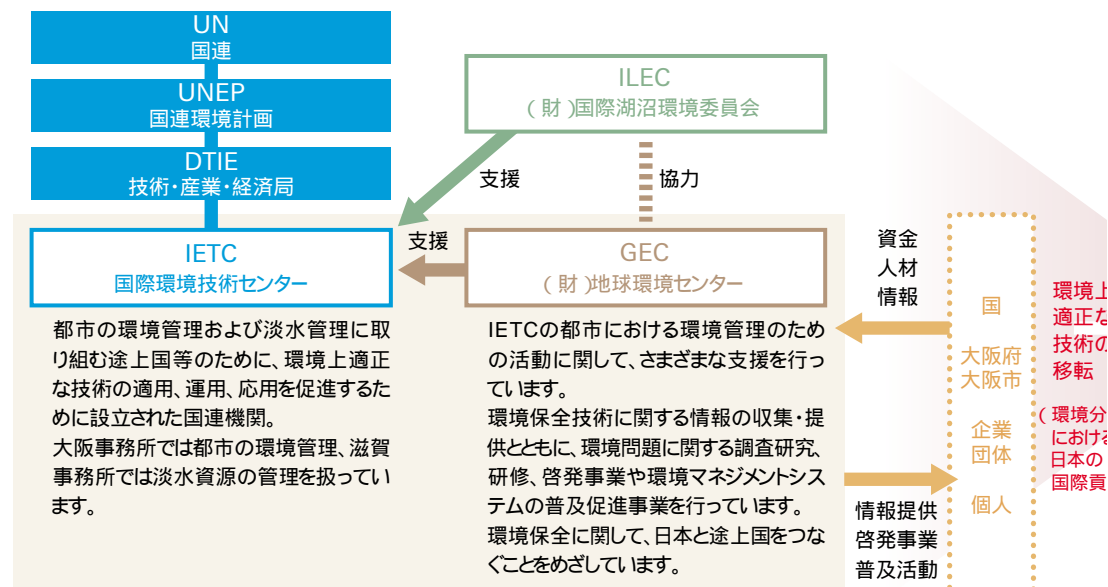 UN
国連
UNEP
国連環境計画
DTIE
技術・産業・経済局
ILEC
(財)国際湖沼環境委員会
支援
協力
支援
IETC
国際環境技術センター
GEC
(財)地球環境センター
都市の環境管理および淡水管理に取
り組む途上国等のために、環境上適正
な技術の適用、運用、応用を促進するた
めに設立された国連機関。
大阪事務所では都市の環境管理、滋賀
事務所では淡水資源の管理を扱ってい
ます。
IETCの都市における環境管理のため
の活動に関して、さまざまな支援を行っ
ています。
環境保全技術に関する情報の収集・提
供とともに、環境問題に関する調査研究、
研修、啓発事業や環境マネジメントシス
テムの普及促進事業を行っています。
環境保全に関して、日本と途上国をつな
ぐことをめざしています。
資金
人材
情報
情報提供
啓発事業
普及活動
国
大阪府
大阪市
企業
団体
個人
環境上
適正な
技術の
移転
(環境分
における
日本の
国際貢